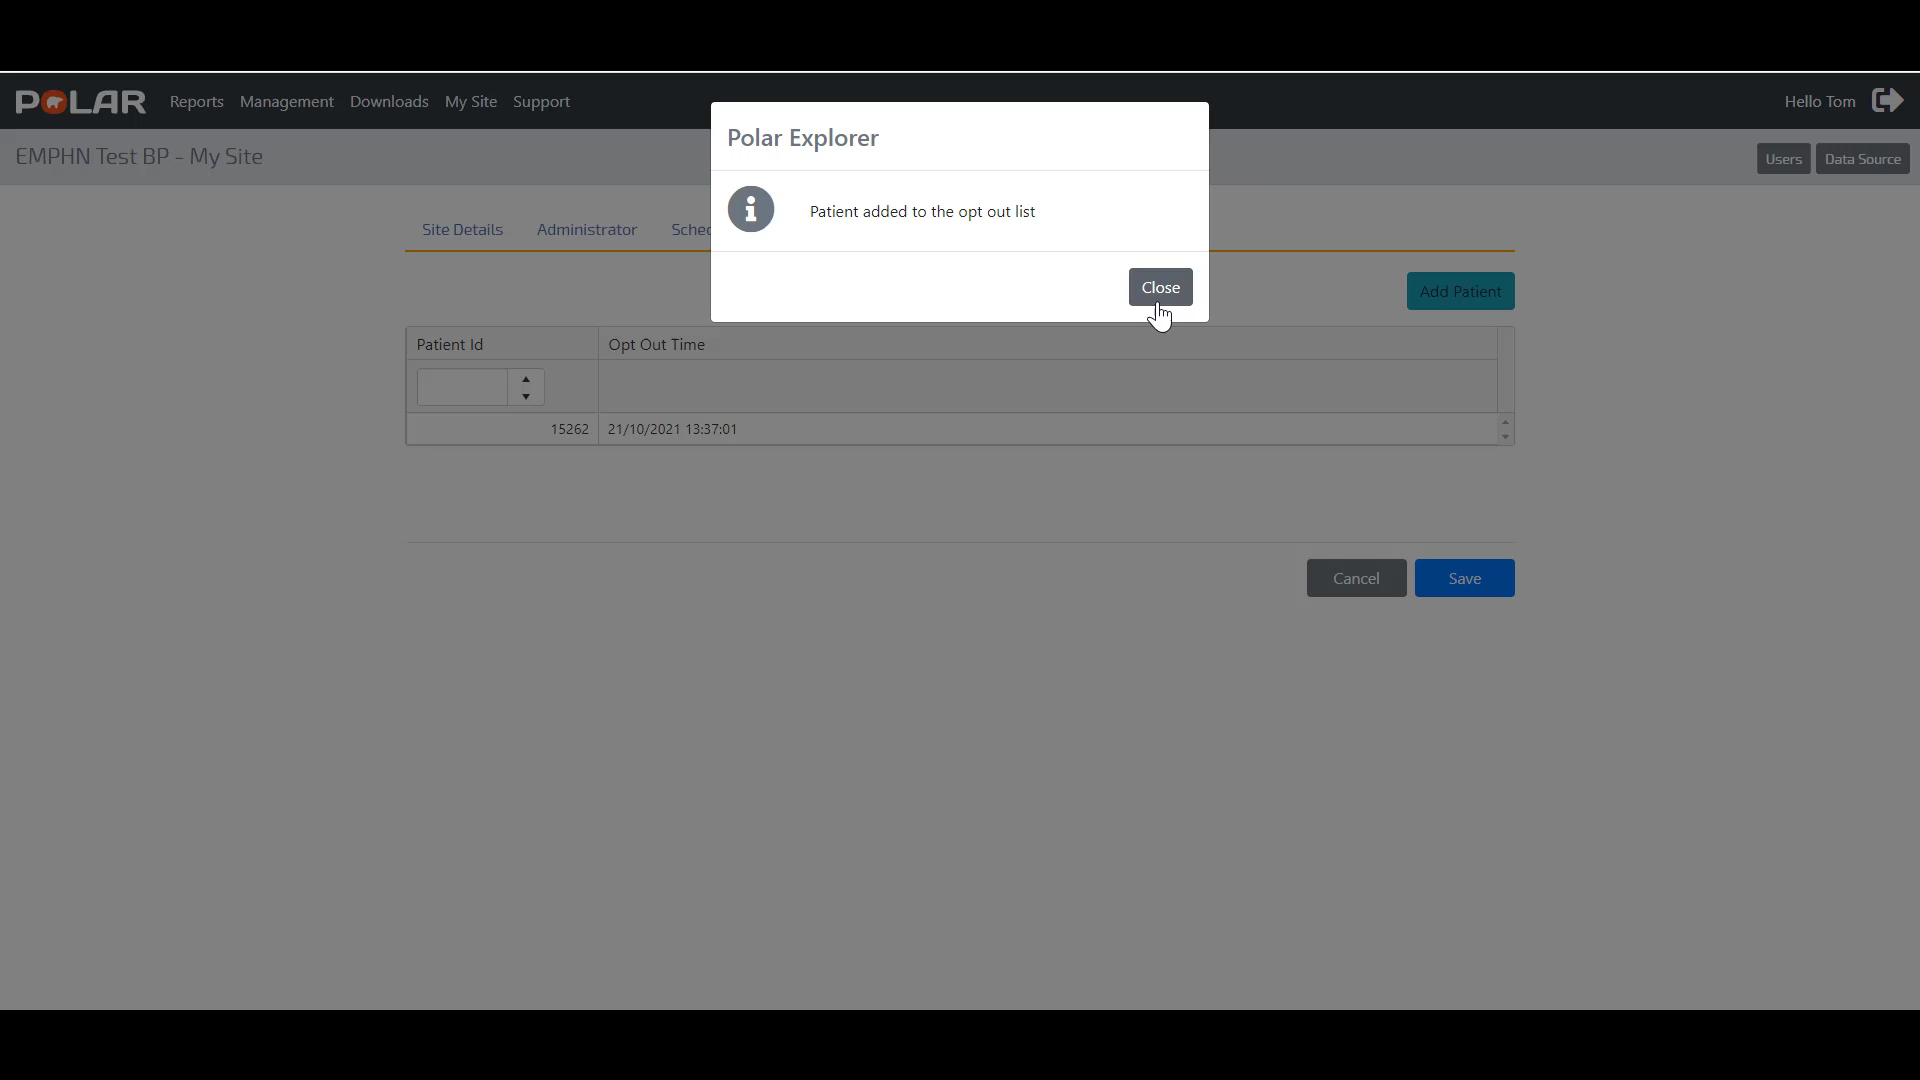 POLAR
Reports Management Downloads My Site Support
Hello Tom
EMPHN Test BP - My Site
Users Data Source
Polar Explorer
Patient added to the opt out list
Close
Site Details Administrator Sched
Add Patient
Patient Id Opt Out Time
15262 21/10/2021 13:37:01
Cancel Save